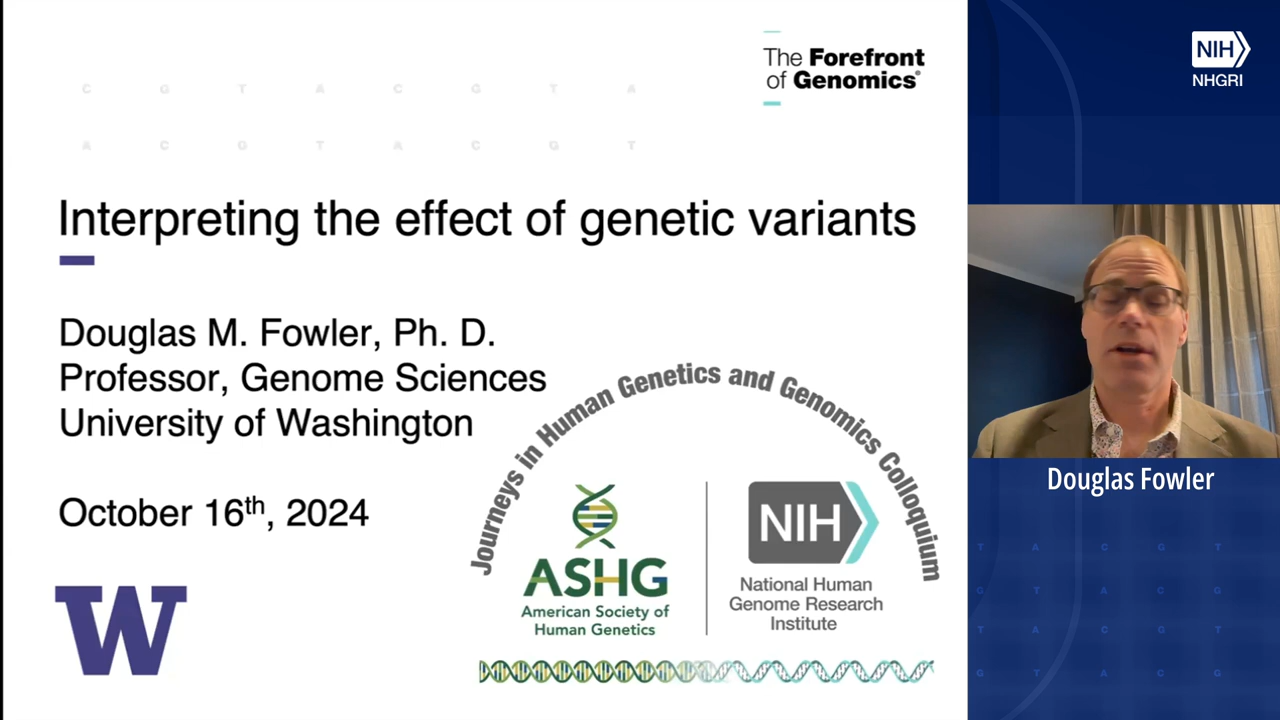 The Forefront
of Genomics®
C G T A C G T A
A C G T A C G T
Interpreting the effect of genetic variants
Douglas M. Fowler, Ph. D.
Professor, Genome Sciences
University of Washington
October 16th, 2024
W
Journeys in Human Genetics and Genomics Colloquium
ASHG
American Society of
Human Genetics
NIH
National Human
Genome Research
Institute
NIH
NHGRI
Douglas Fowler
T A C G T
G T A C G
T A C G T
G T A C G